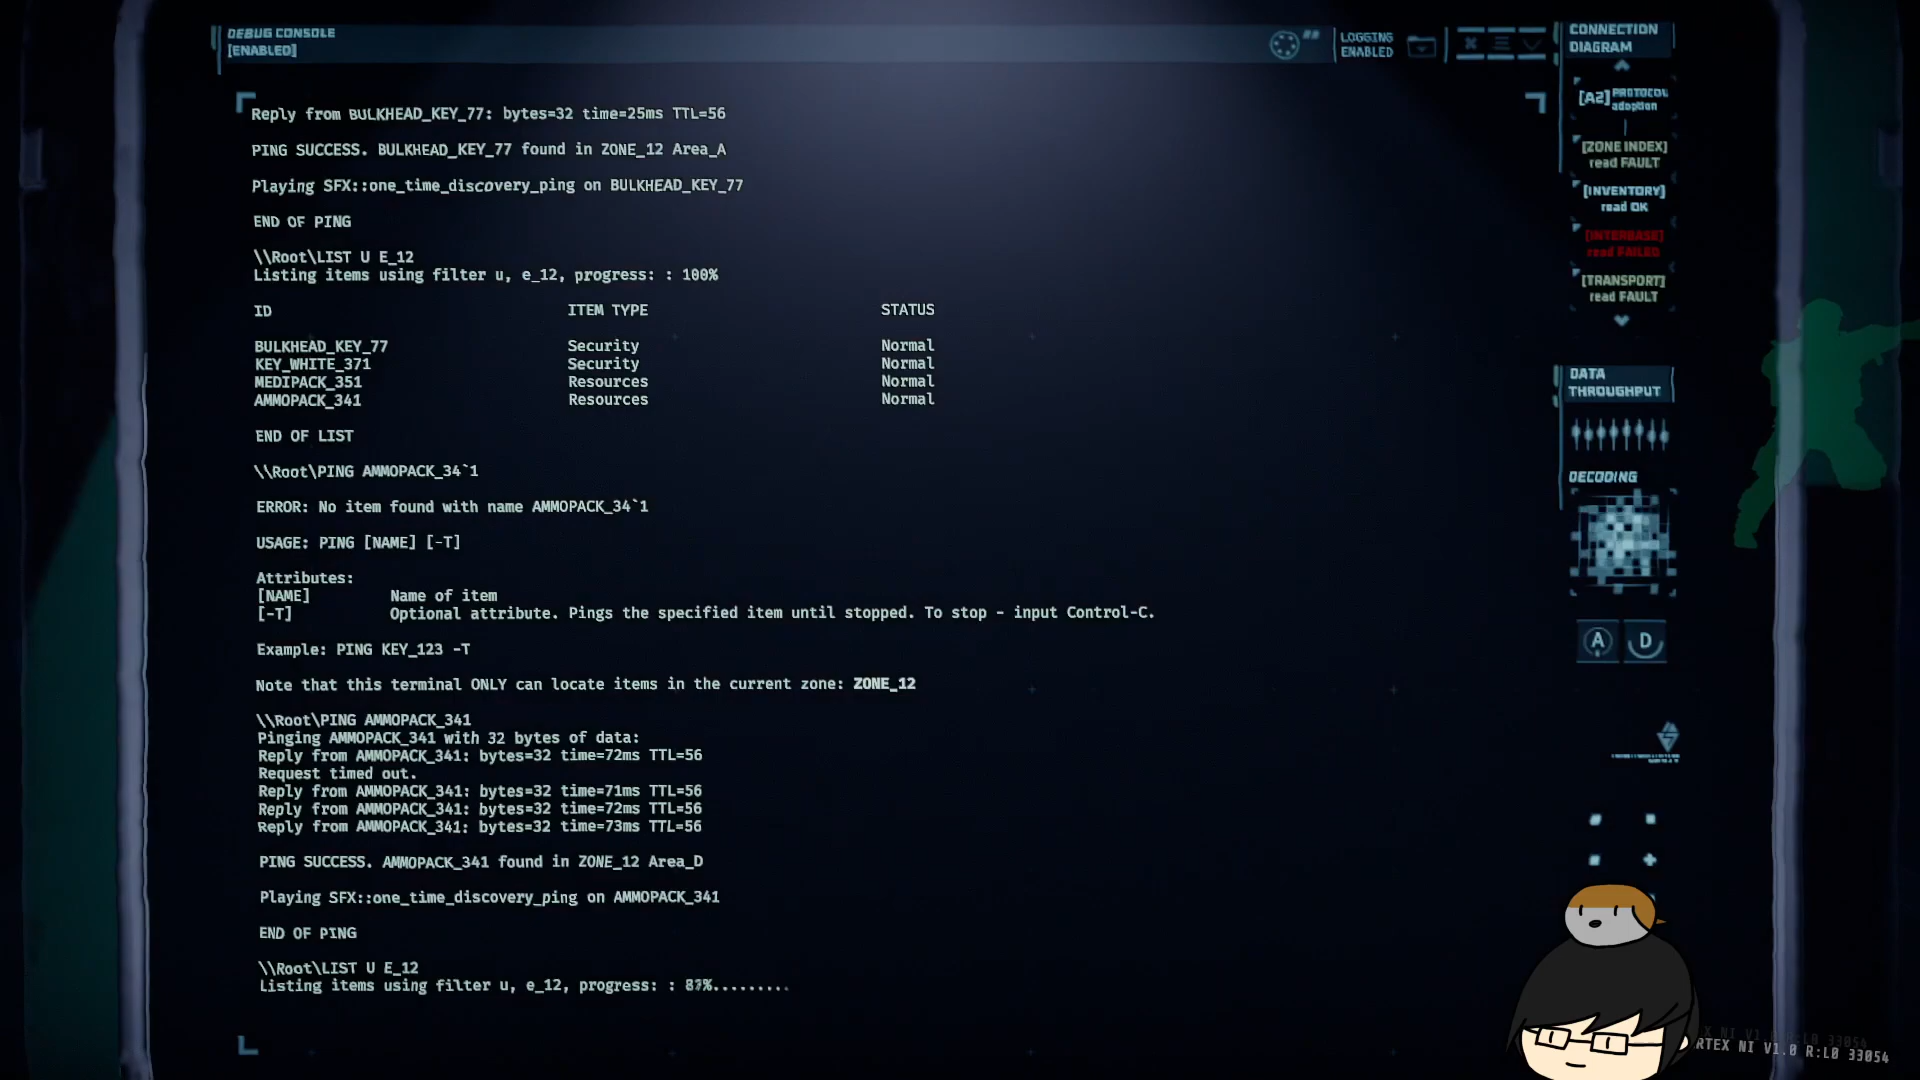 DEBUG CONSOLE
[ENABLED]
LOGGING
ENABLED
Reply from BULKHEAD_KEY_77: bytes=32 time=25ms TTL=56
PING SUCCESS. BULKHEAD_KEY_77 found in ZONE_12 Area_A
Playing SFX::one_time_discovery_ping on BULKHEAD_KEY_77
END OF PING
\\Root\LIST U E_12
Listing items using filter u, e_12, progress: : 100%
ID ITEM TYPE STATUS
BULKHEAD_KEY_77 Security Normal
KEY_WHITE_371 Security Normal
MEDIPACK_351 Resources Normal
AMMOPACK_341 Resources Normal
END OF LIST
\\Root\PING AMMOPACK_34`1
ERROR: No item found with name AMMOPACK_34`1
USAGE: PING [NAME] [-T]
Attributes:
[NAME] Name of item
[-T] Optional attribute. Pings the specified item until stopped. To stop - input Control-C.
Example: PING KEY_123 -T
Note that this terminal ONLY can locate items in the current zone: ZONE_12
\\Root\PING AMMOPACK_341
Pinging AMMOPACK_341 with 32 bytes of data:
Reply from AMMOPACK_341: bytes=32 time=72ms TTL=56
Request timed out.
Reply from AMMOPACK_341: bytes=32 time=71ms TTL=56
Reply from AMMOPACK_341: bytes=32 time=72ms TTL=56
Reply from AMMOPACK_341: bytes=32 time=73ms TTL=56
PING SUCCESS. AMMOPACK_341 found in ZONE_12 Area_D
Playing SFX::one_time_discovery_ping on AMMOPACK_341
END OF PING
\\Root\LIST U E_12
Listing items using filter u, e_12, progress: :
CONNECTION
DIAGRAM
[A2] PROTOCOL
adaption
[ZONE INDEX]
read FAULT
[INVENTORY]
read OK
[INTERBASE]
read FAILED
[TRANSPORT]
read FAULT
DATA
THROUGHPUT
DECODING
A D
RTEX NI V1.0 R:L0 33054